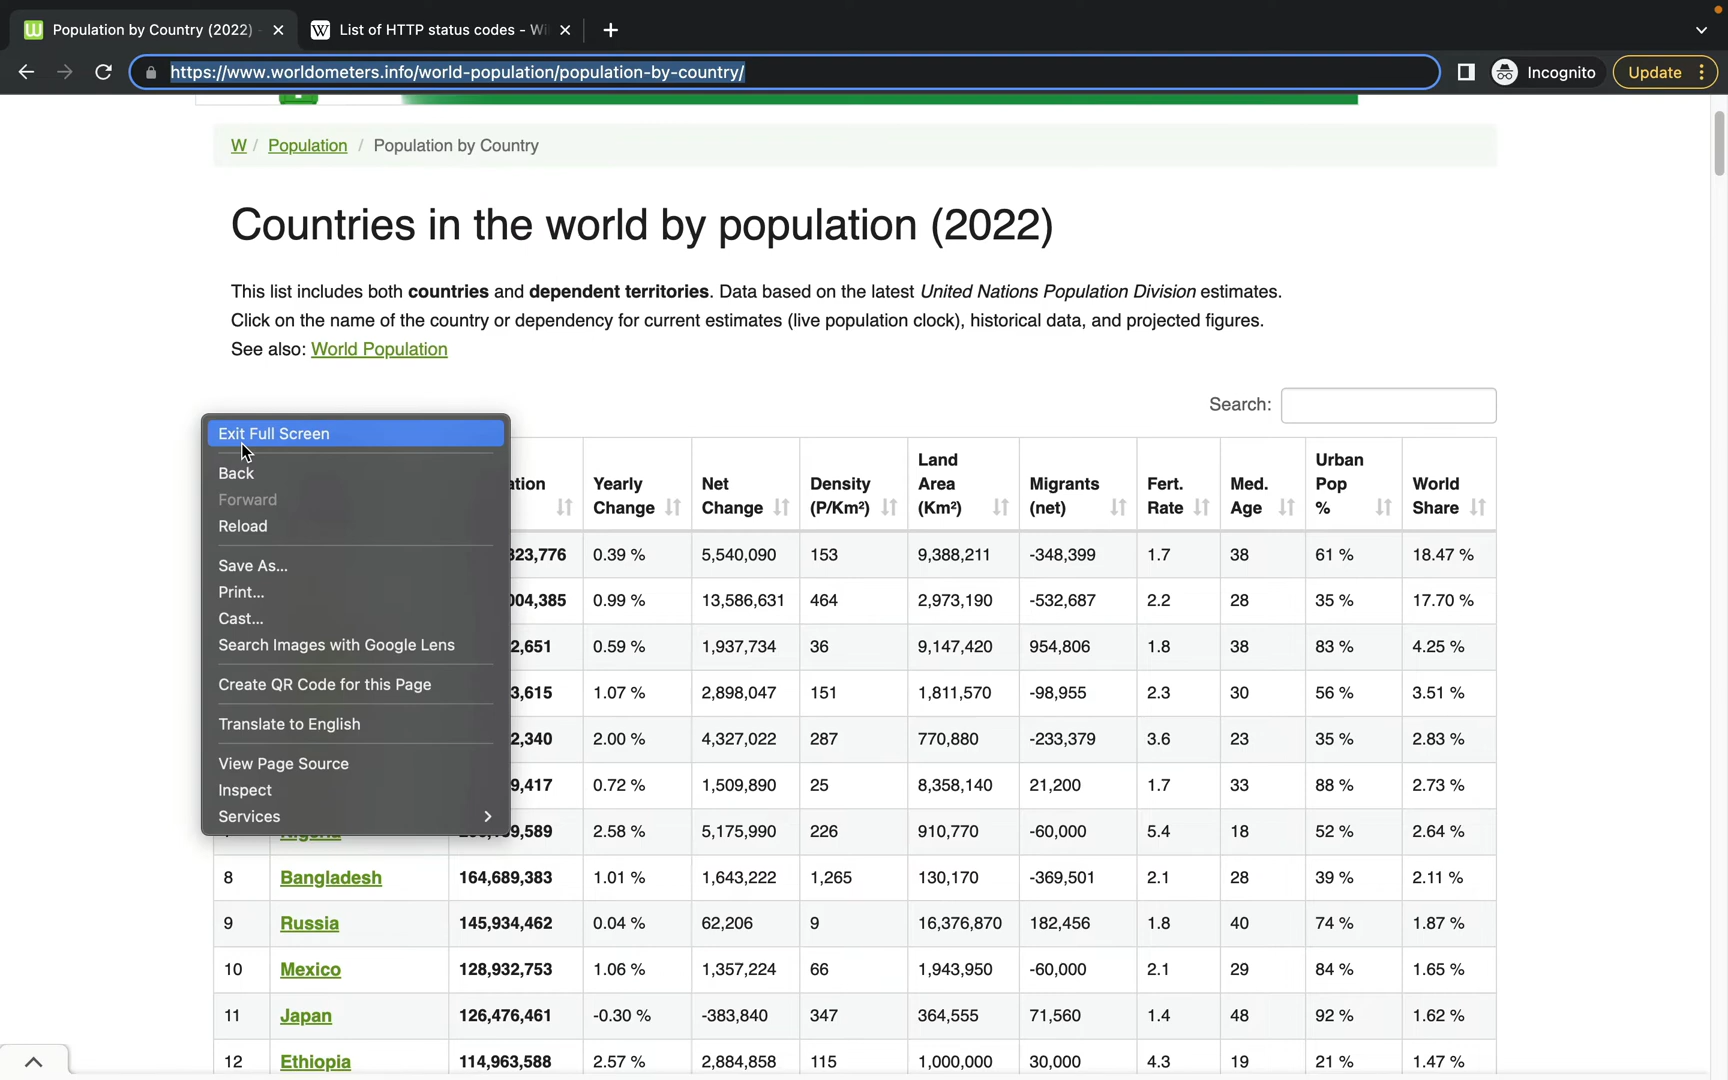 Population by Country (2022)
List of HTTP status codes - Wi
https://www.worldometers.info/world-population/population-by-country/
Incognito
Update
W / Population / Population by Country
Countries in the world by population (2022)
This list includes both countries and dependent territories. Data based on the latest United Nations Population Division estimates.
Click on the name of the country or dependency for current estimates (live population clock), historical data, and projected figures.
See also: World Population
Search:
Exit Full Screen
Back
Forward
Reload
Save As...
Print...
Cast...
Search Images with Google Lens
Create QR Code for this Page
Translate to English
View Page Source
Inspect
Services
ation Yearly Change Net Change Density (P/Km²) Land Area (Km²) Migrants (net) Fert. Rate Med. Age Urban Pop % World Share
323,776 0.39 % 5,540,090 153 9,388,211 -348,399 1.7 38 61 % 18.47 %
004,385 0.99 % 13,586,631 464 2,973,190 -532,687 2.2 28 35 % 17.70 %
2,651 0.59 % 1,937,734 36 9,147,420 954,806 1.8 38 83 % 4.25 %
3,615 1.07 % 2,898,047 151 1,811,570 -98,955 2.3 30 56 % 3.51 %
2,340 2.00 % 4,327,022 287 770,880 -233,379 3.6 23 35 % 2.83 %
9,417 0.72 % 1,509,890 25 8,358,140 21,200 1.7 33 88 % 2.73 %
9,589 2.58 % 5,175,990 226 910,770 -60,000 5.4 18 52 % 2.64 %
8 Bangladesh 164,689,383 1.01 % 1,643,222 1,265 130,170 -369,501 2.1 28 39 % 2.11 %
9 Russia 145,934,462 0.04 % 62,206 9 16,376,870 182,456 1.8 40 74 % 1.87 %
10 Mexico 128,932,753 1.06 % 1,357,224 66 1,943,950 -60,000 2.1 29 84 % 1.65 %
11 Japan 126,476,461 -0.30 % -383,840 347 364,555 71,560 1.4 48 92 % 1.62 %
12 Ethiopia 114,963,588 2.57 % 2,884,858 115 1,000,000 30,000 4.3 19 21 % 1.47 %